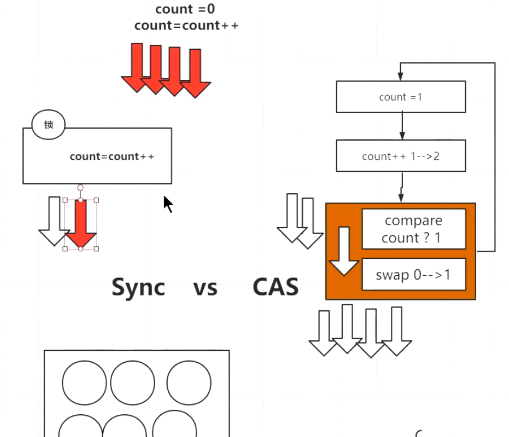 count =0
count=count++
锁
count=count++
count =1
count++ 1-->2
compare
count ? 1
swap 0-->1
Sync vs CAS